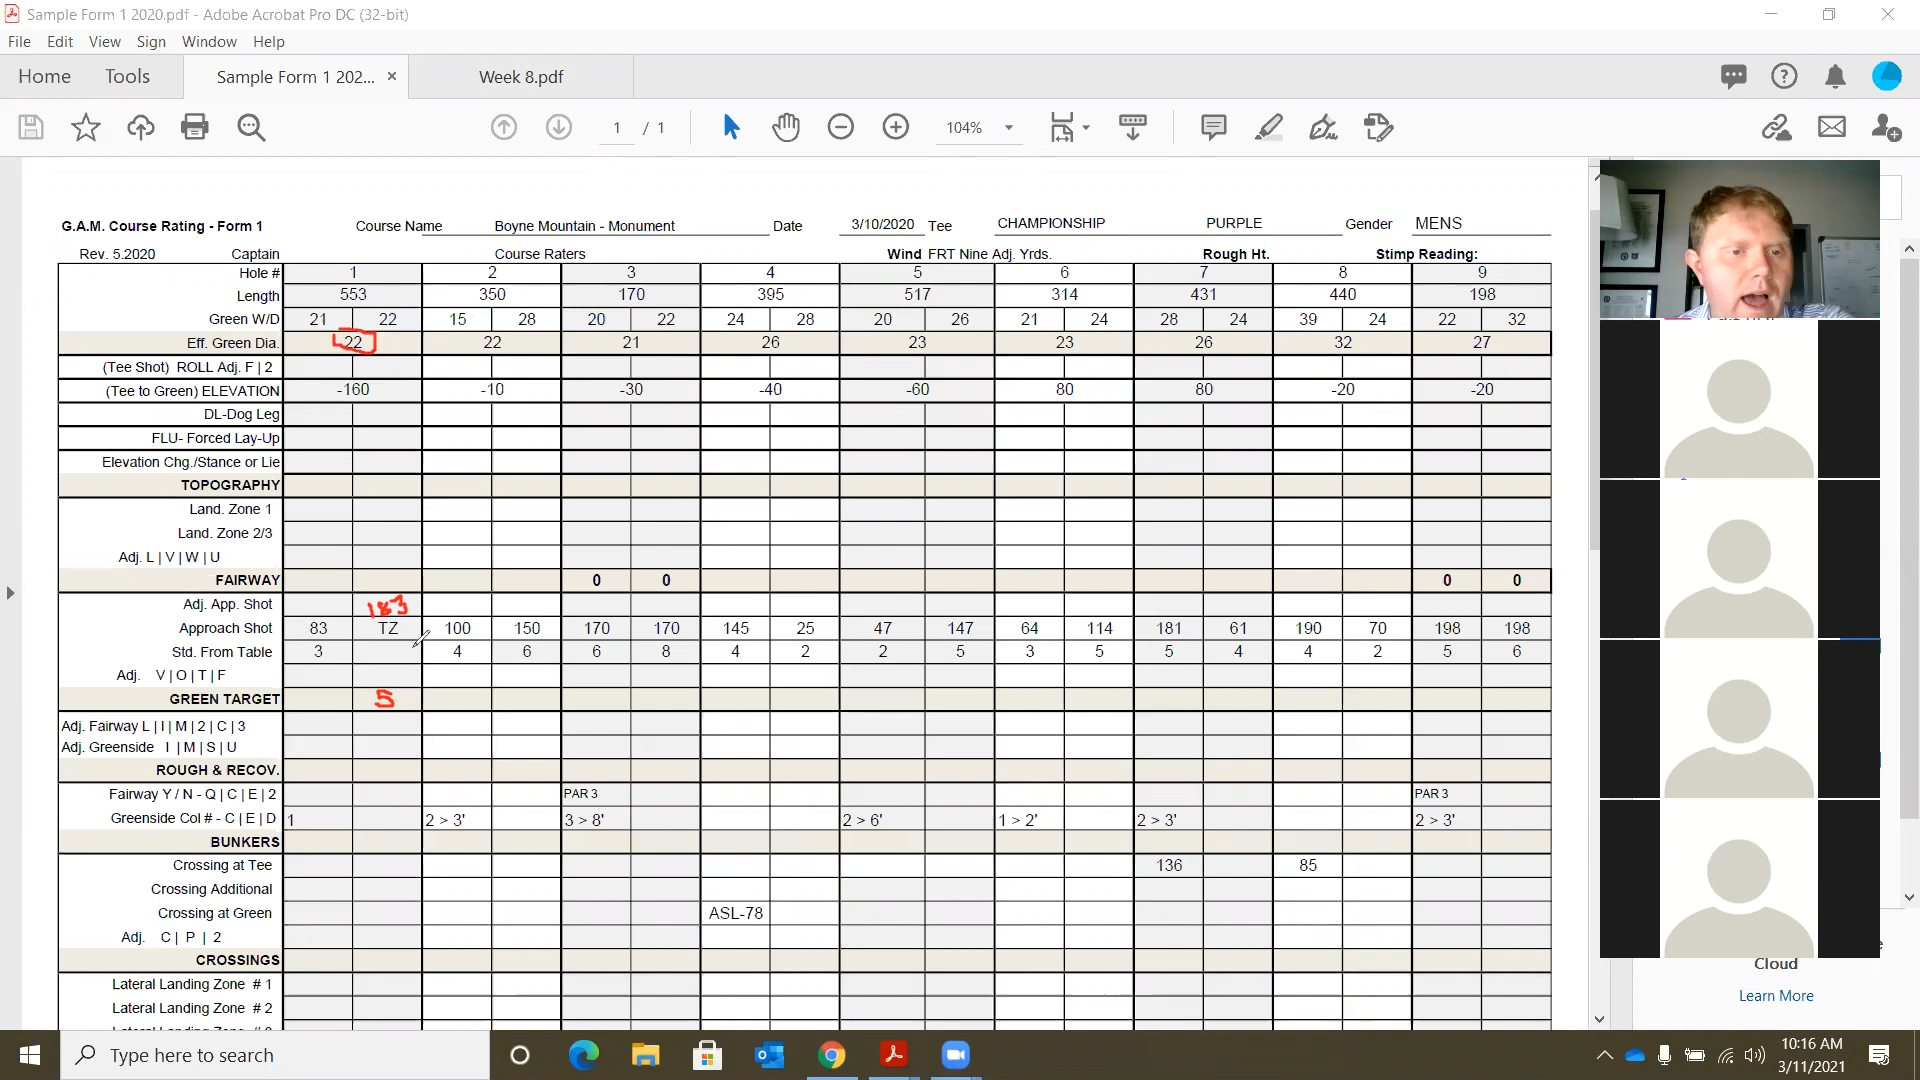 Sample Form 1 2020.pdf - Adobe Acrobat Pro DC (32-bit)
File Edit View Sign Window Help
Home Tools Sample Form 1 202... × Week 8.pdf
1 / 1 104%
G.A.M. Course Rating - Form 1 Course Name Boyne Mountain - Monument Date 3/10/2020 Tee CHAMPIONSHIP PURPLE Gender MENS
Rev. 5.2020 Captain Course Raters Wind FRT Nine Adj. Yrds. Rough Ht. Stimp Reading:
Hole # 1 2 3 4 5 6 7 8 9
Length 553 350 170 395 517 314 431 440 198
Green W/D 21 22 15 28 20 22 24 28 20 26 21 24 28 24 39 24 22 32
Eff. Green Dia. 22 22 21 26 23 23 26 32 27
(Tee Shot) ROLL Adj. F | 2
(Tee to Green) ELEVATION -160 -10 -30 -40 -60 80 80 -20 -20
DL-Dog Leg
FLU- Forced Lay-Up
Elevation Chg./Stance or Lie
TOPOGRAPHY
Land. Zone 1
Land. Zone 2/3
Adj. L | V | W | U
FAIRWAY 0 0 0 0
Adj. App. Shot 183
Approach Shot 83 TZ 100 150 170 170 145 25 47 147 64 114 181 61 190 70 198 198
Std. From Table 3 4 6 6 8 4 2 2 5 3 5 5 4 4 2 5 6
Adj. V | O | T | F
GREEN TARGET 5
Adj. Fairway L | I | M | 2 | C | 3
Adj. Greenside I | M | S | U
ROUGH & RECOV.
Fairway Y / N - Q | C | E | 2 PAR 3 PAR 3
Greenside Col # - C | E | D 1 2 > 3' 3 > 8' 2 > 6' 1 > 2' 2 > 3' 2 > 3'
BUNKERS
Crossing at Tee 136 85
Crossing Additional
Crossing at Green ASL-78
Adj. C | P | 2
CROSSINGS
Lateral Landing Zone # 1
Lateral Landing Zone # 2
Cloud
Learn More
Type here to search
10:16 AM
3/11/2021